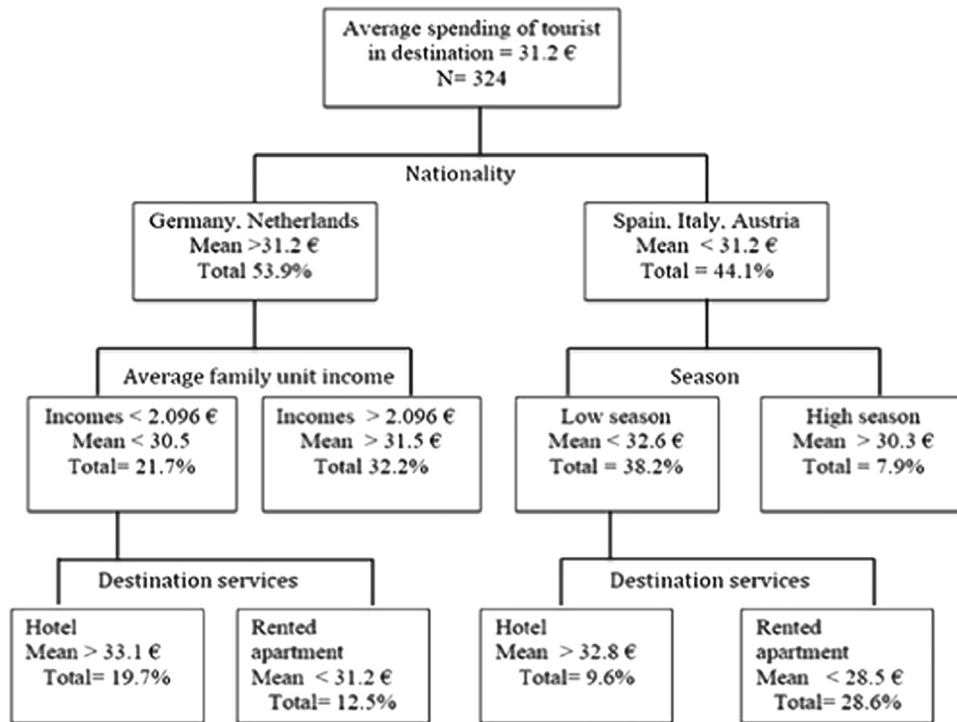 Average spending of tourist
in destination = 31.2 €
N= 324
Nationality
Germany, Netherlands
Mean >31.2 €
Total 53.9%
Spain, Italy, Austria
Mean < 31.2 €
Total = 44.1%
Average family unit income
Season
Incomes < 2.096 €
Mean < 30.5
Total= 21.7%
Incomes > 2.096 €
Mean > 31.5 €
Total 32.2%
Low season
Mean < 32.6 €
Total = 38.2%
High season
Mean > 30.3 €
Total = 7.9%
Destination services
Destination services
Hotel
Mean > 33.1 €
Total= 19.7%
Rented
apartment
Mean < 31.2 €
Total= 12.5%
Hotel
Mean > 32.8 €
Total= 9.6%
Rented
apartment
Mean < 28.5 €
Total= 28.6%